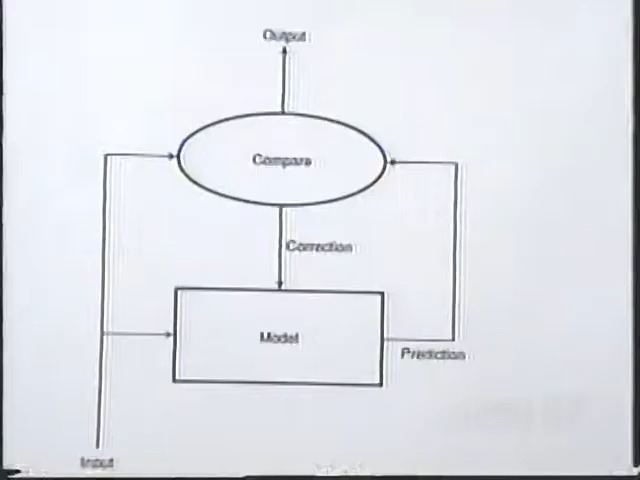 Output
Compare
Correction
Model
Prediction
Input